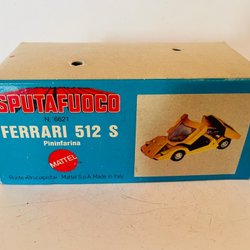 SPUTAFUOCO
N. 6621
FERRARI 512 S
Pininfarina
MATTEL
Mattel S.p.A. Made in Italy